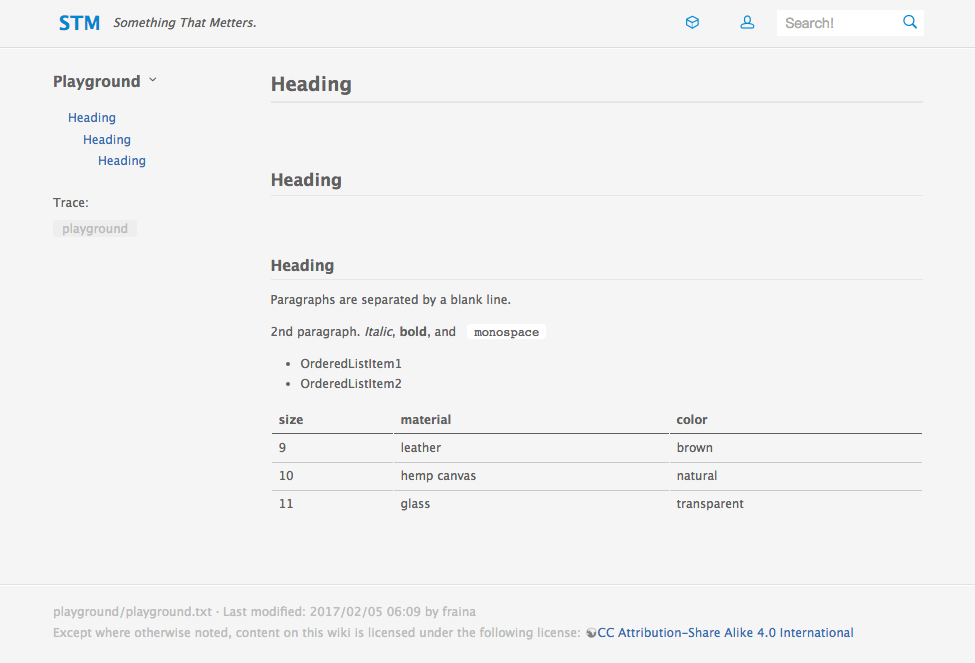 STM Something That Matters. Search!
Playground
Heading
Heading
Heading
Trace:
playground
Heading
Heading
Heading
Paragraphs are separated by a blank line.
2nd paragraph. Italic, bold, and monospace
• OrderedListItem1
• OrderedListItem2
size material color
9 leather brown
10 hemp canvas natural
11 glass transparent
playground/playground.txt · Last modified: 2017/02/05 06:09 by fraina
Except where otherwise noted, content on this wiki is licensed under the following license: CC Attribution-Share Alike 4.0 International